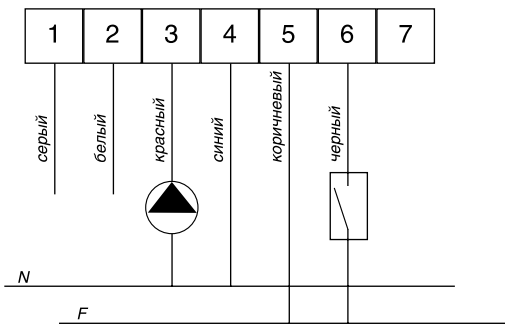 1 2 3 4 5 6 7
серый
белый
красный
синий
коричневый
черный
N
F